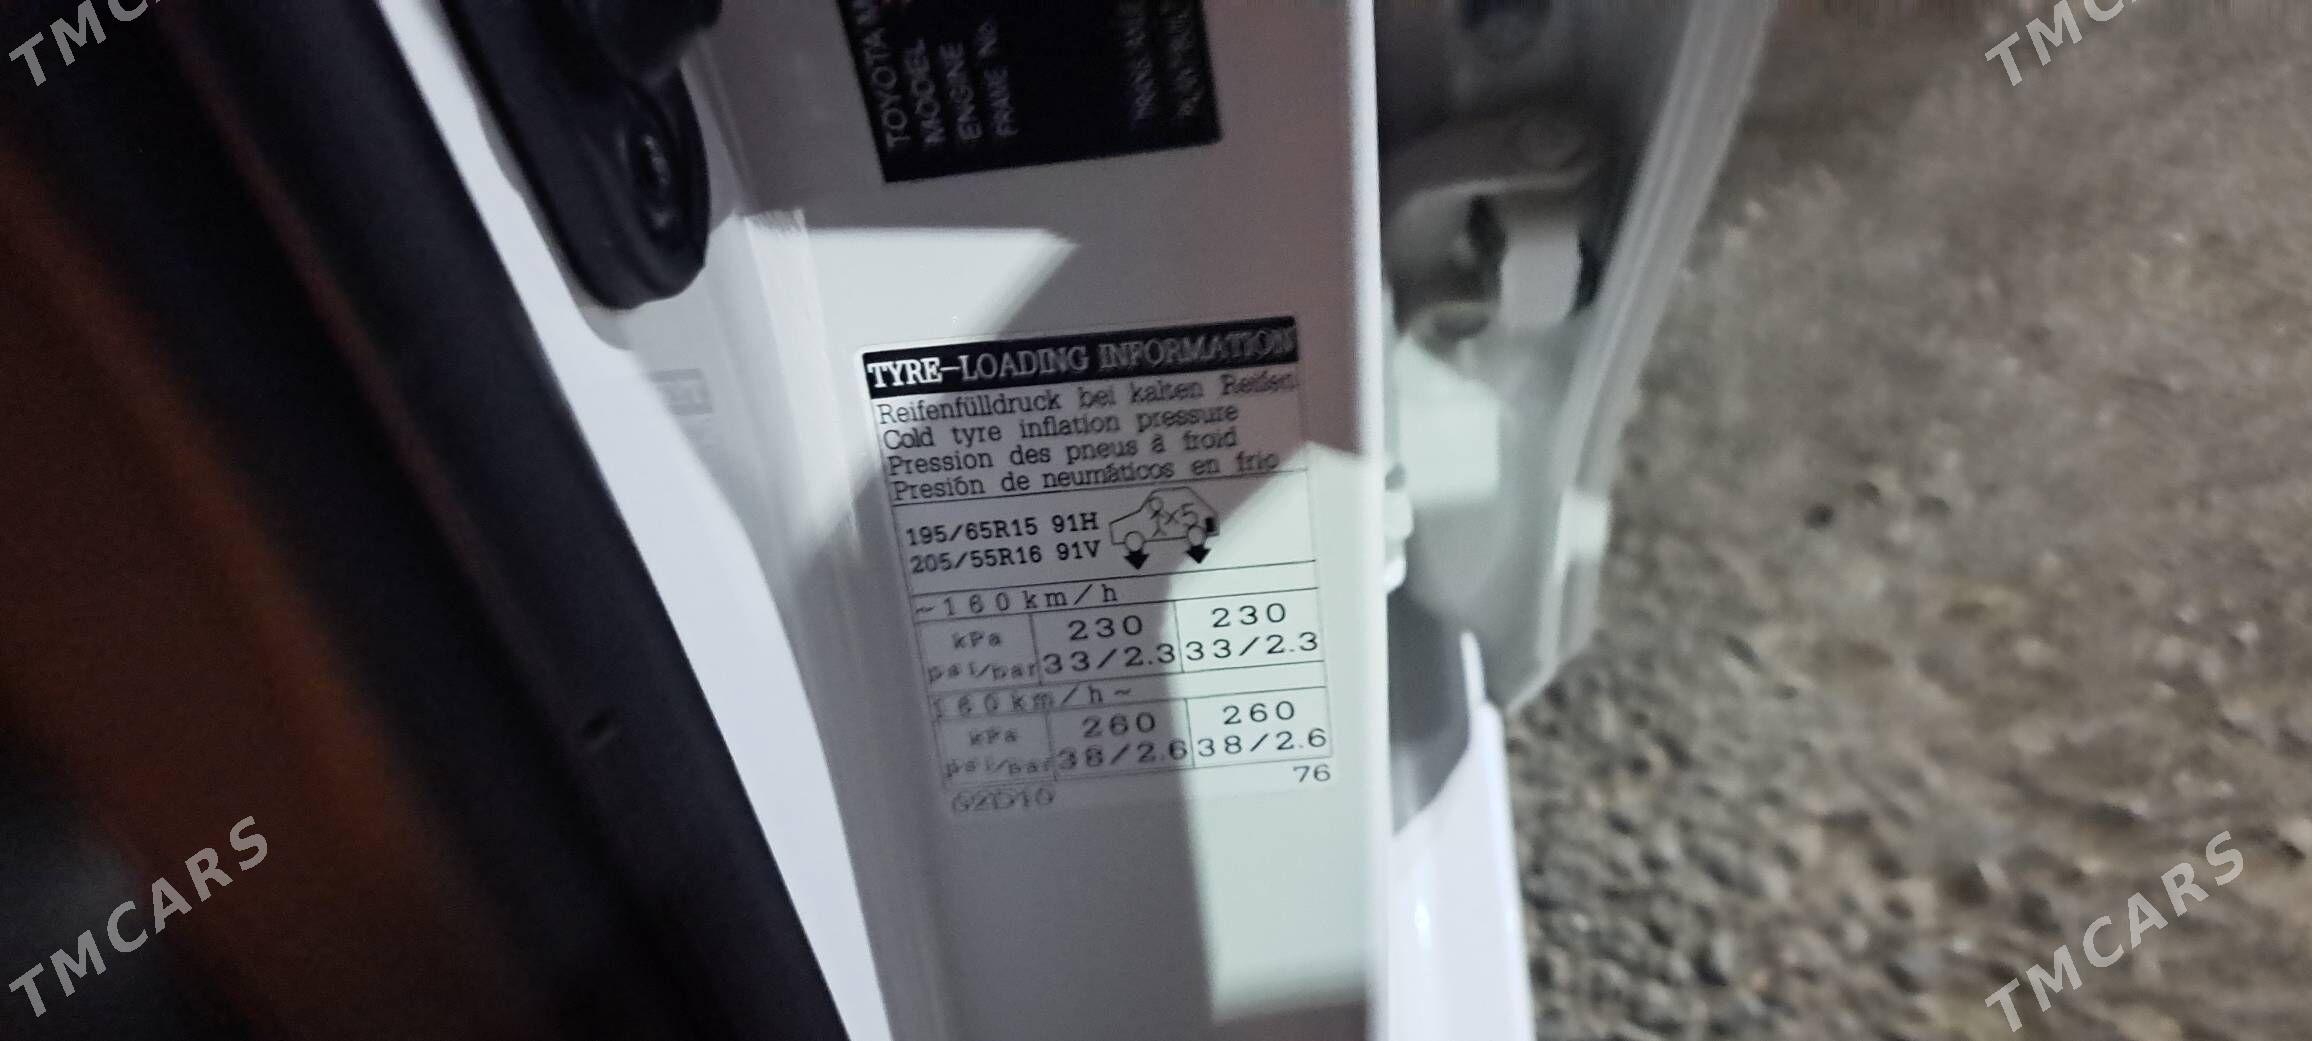 TMCARS
TMCARS
TOYOTA
MODEL
ENGINE
FRAME No.
TYRE-LOADING INFORMATION
Reifenfülldruck bei kalten Reifen
Cold tyre inflation pressure
Pression des pneus à froid
Presión de neumáticos en frío
195/65R15 91H
205/55R16 91V
x5
~160km/h
kPa 230 230
psi/bar 33/2.3 33/2.3
160km/h~
kPa 260 260
psi/bar 38/2.6 38/2.6
76
TMCARS
TMCARS